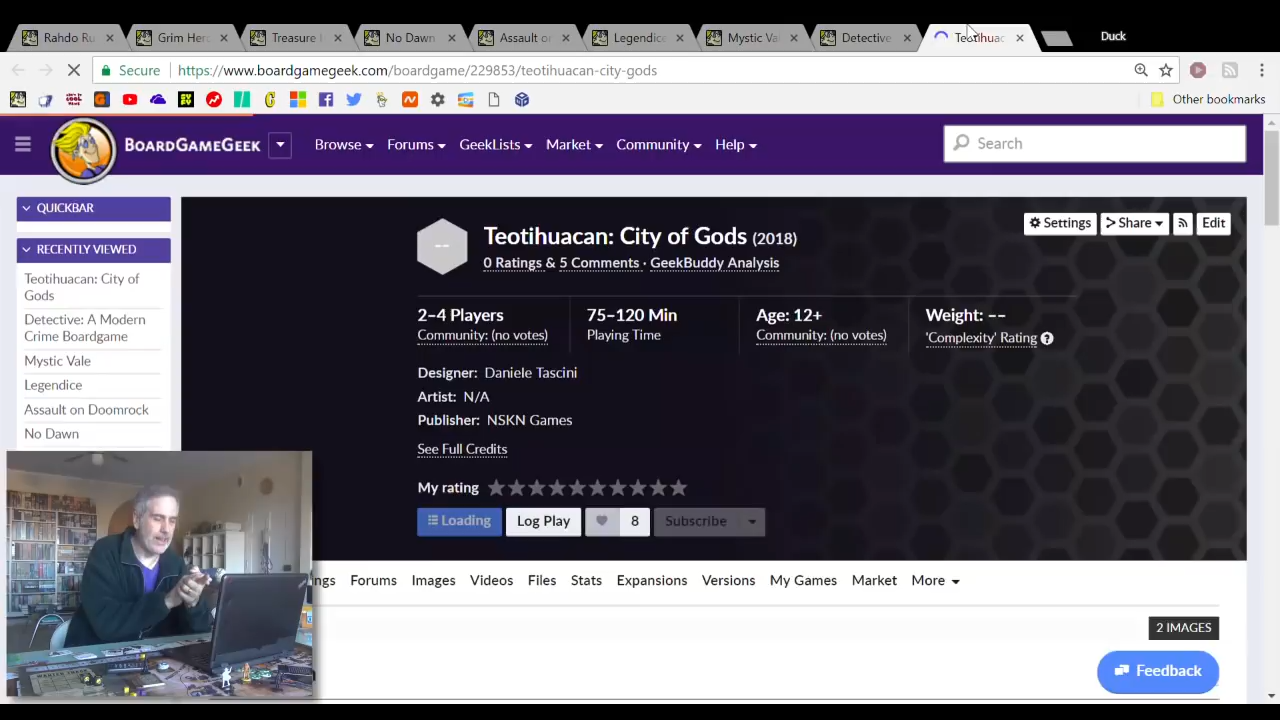 Rahdo Ru
Grim Her
Treasure
No Dawn
Assault o
Legendice
Mystic Va
Detective
Teotihuac
Duck
Secure
https://www.boardgamegeek.com/boardgame/229853/teotihuacan-city-gods
Other bookmarks
BOARDGAMEGEEK
Browse
Forums
GeekLists
Market
Community
Help
Search
QUICKBAR
RECENTLY VIEWED
Teotihuacan: City of
Gods
Detective: A Modern
Crime Boardgame
Mystic Vale
Legendice
Assault on Doomrock
No Dawn
Settings
Share
Edit
--
Teotihuacan: City of Gods (2018)
0 Ratings & 5 Comments · GeekBuddy Analysis
2–4 Players
Community: (no votes)
75–120 Min
Playing Time
Age: 12+
Community: (no votes)
Weight: --
'Complexity' Rating
Designer: Daniele Tascini
Artist: N/A
Publisher: NSKN Games
See Full Credits
My rating
Loading
Log Play
8
Subscribe
ngs
Forums
Images
Videos
Files
Stats
Expansions
Versions
My Games
Market
More
2 IMAGES
Feedback